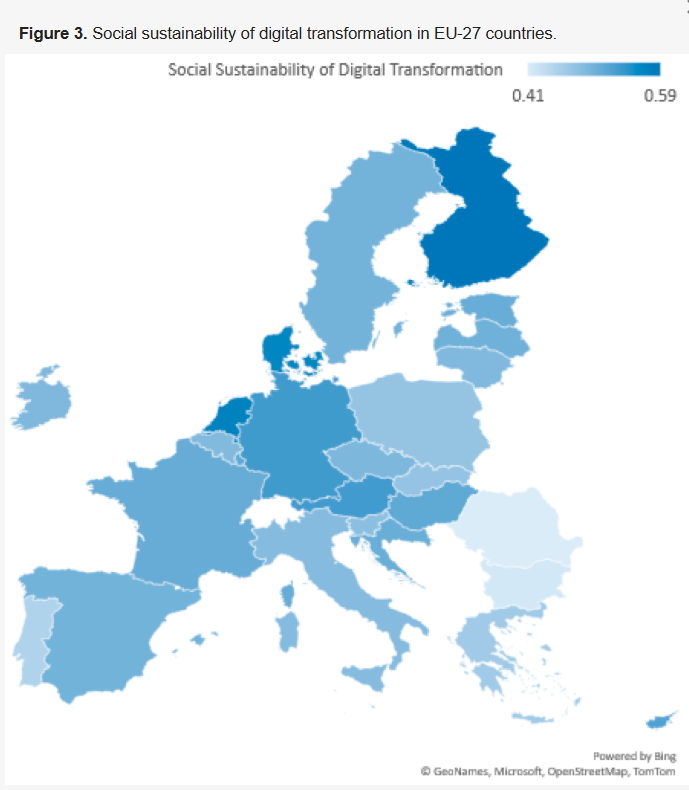 Figure 3. Social sustainability of digital transformation in EU-27 countries.
Social Sustainability of Digital Transformation
0.41 0.59
Powered by Bing
© GeoNames, Microsoft, OpenStreetMap, TomTom